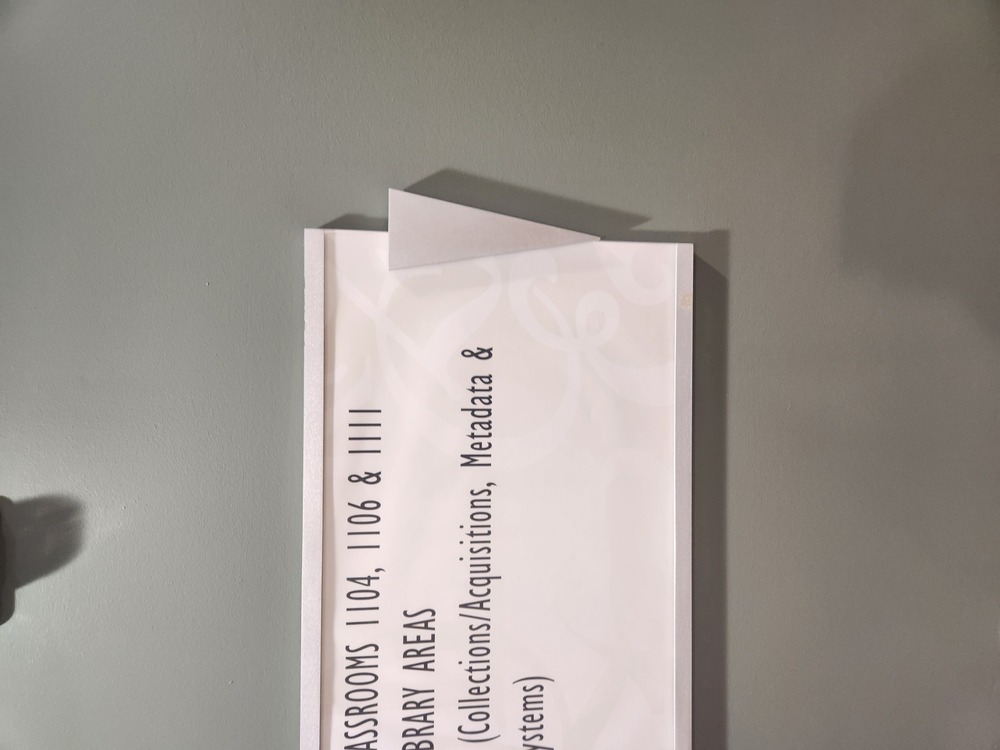 ASSROOMS 1104, 1106 & 1111
BRARY AREAS
(Collections/Acquisitions, Metadata &
ystems)